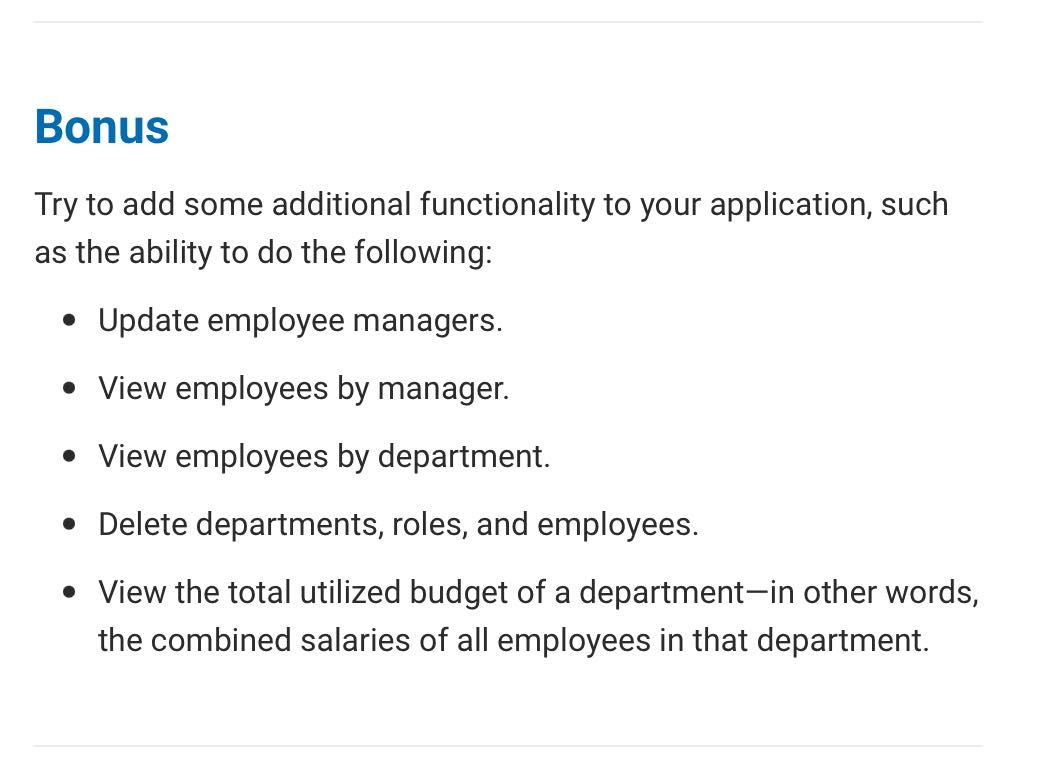 Bonus
Try to add some additional functionality to your application, such
as the ability to do the following:
• Update employee managers.
• View employees by manager.
• View employees by department.
• Delete departments, roles, and employees.
• View the total utilized budget of a department—in other words,
the combined salaries of all employees in that department.